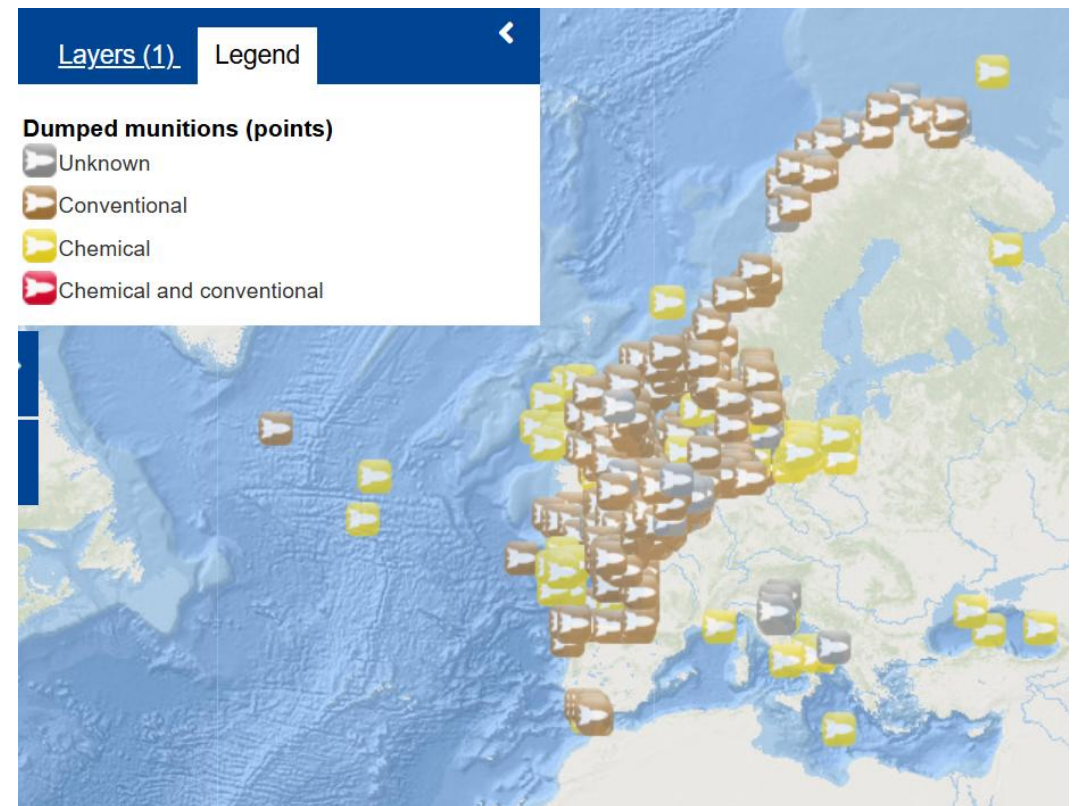 Layers (1)
Legend
Dumped munitions (points)
Unknown
Conventional
Chemical
Chemical and conventional